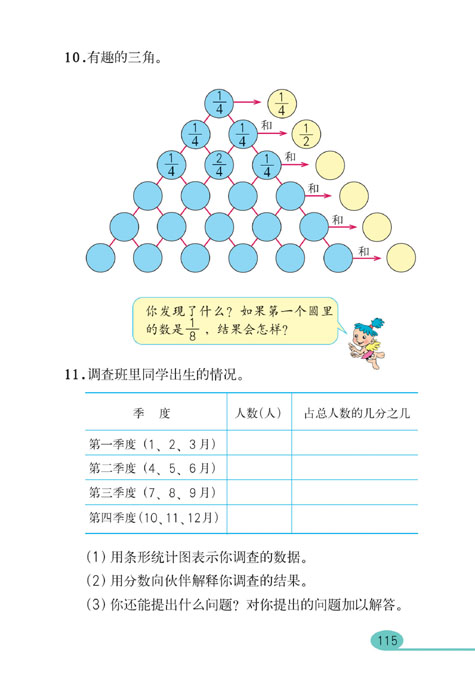 10.有趣的三角。
1/4 1/4
1/4 1/4 和 1/2
1/4 2/4 1/4 和
和
和
和
你发现了什么？如果第一个圆里
的数是1/8，结果会怎样？
11.调查班里同学出生的情况。
季 度 人数(人) 占总人数的几分之几
第一季度(1、2、3月)
第二季度(4、5、6月)
第三季度(7、8、9月)
第四季度(10、11、12月)
(1)用条形统计图表示你调查的数据。
(2)用分数向伙伴解释你调查的结果。
(3)你还能提出什么问题？对你提出的问题加以解答。
115